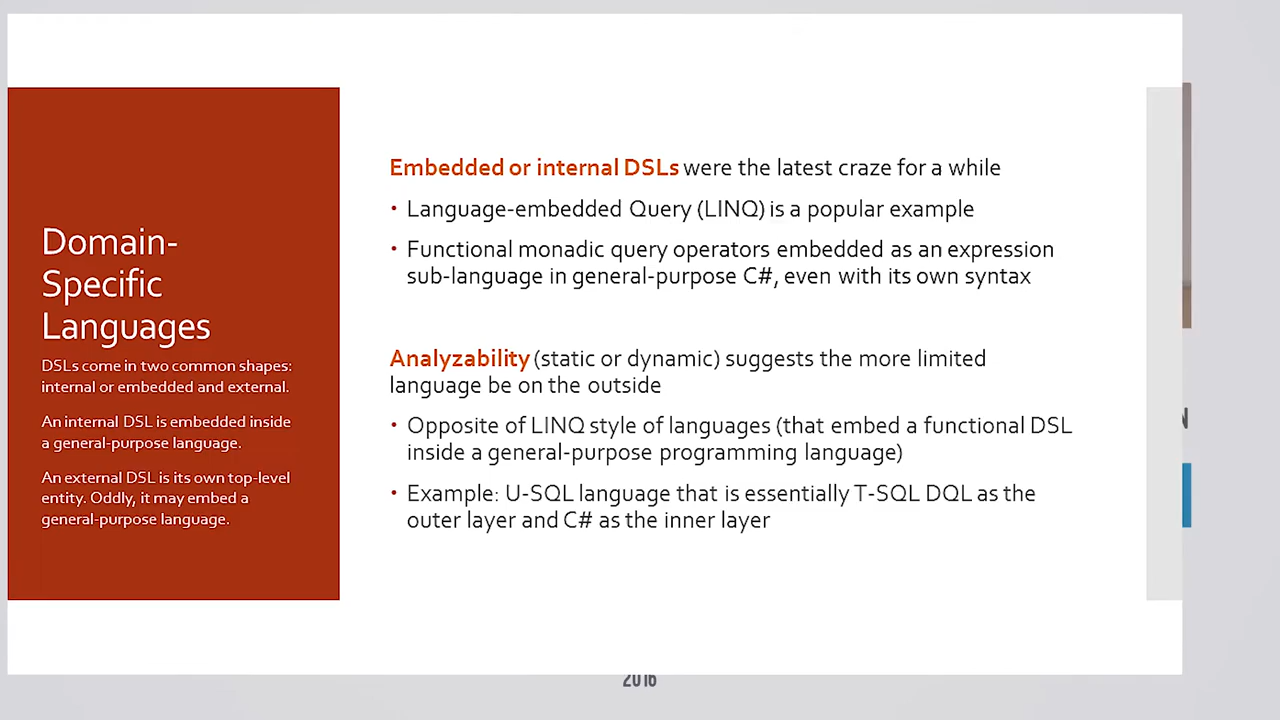 Domain-
Specific
Languages
DSLs come in two common shapes:
internal or embedded and external.
An internal DSL is embedded inside
a general-purpose language.
An external DSL is its own top-level
entity. Oddly, it may embed a
general-purpose language.
Embedded or internal DSLs were the latest craze for a while
• Language-embedded Query (LINQ) is a popular example
• Functional monadic query operators embedded as an expression
sub-language in general-purpose C#, even with its own syntax
Analyzability (static or dynamic) suggests the more limited
language be on the outside
• Opposite of LINQ style of languages (that embed a functional DSL
inside a general-purpose programming language)
• Example: U-SQL language that is essentially T-SQL DQL as the
outer layer and C# as the inner layer
2016